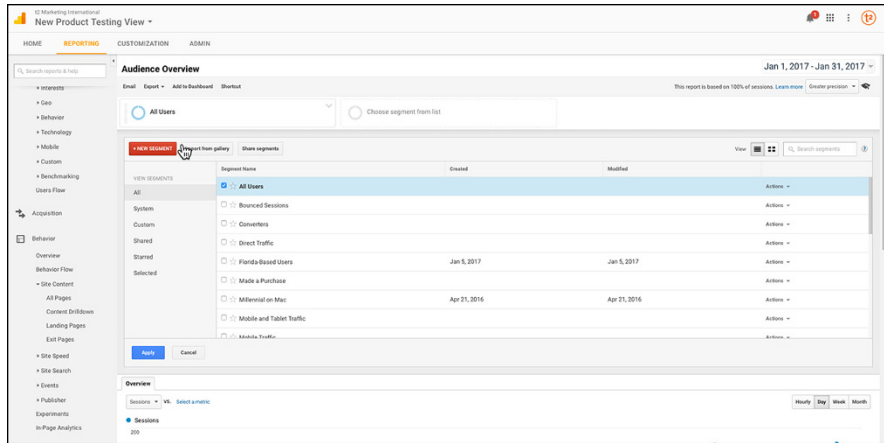 t2 Marketing International
New Product Testing View
1
t2
HOME REPORTING CUSTOMIZATION ADMIN
Search reports & help
Interests
Geo
Behavior
Technology
Mobile
Custom
Benchmarking
Users Flow
Acquisition
Behavior
Overview
Behavior Flow
Site Content
All Pages
Content Drilldown
Landing Pages
Exit Pages
Site Speed
Site Search
Events
Publisher
Experiments
In-Page Analytics
Audience Overview
Jan 1, 2017 - Jan 31, 2017
Email Export Add to Dashboard Shortcut
This report is based on 100% of sessions. Learn more Greater precision
All Users
Choose segment from list
+ NEW SEGMENT port from gallery Share segments
View Search segments ?
VIEW SEGMENTS
All
System
Custom
Shared
Starred
Selected
Segment Name Created Modified
All Users Actions
Bounced Sessions Actions
Converters Actions
Direct Traffic Actions
Florida-Based Users Jan 5, 2017 Jan 5, 2017 Actions
Made a Purchase Actions
Millennial on Mac Apr 21, 2016 Apr 21, 2016 Actions
Mobile and Tablet Traffic Actions
Mobile Traffic Actions
Apply Cancel
Overview
Sessions VS. Select a metric
Hourly Day Week Month
Sessions
200